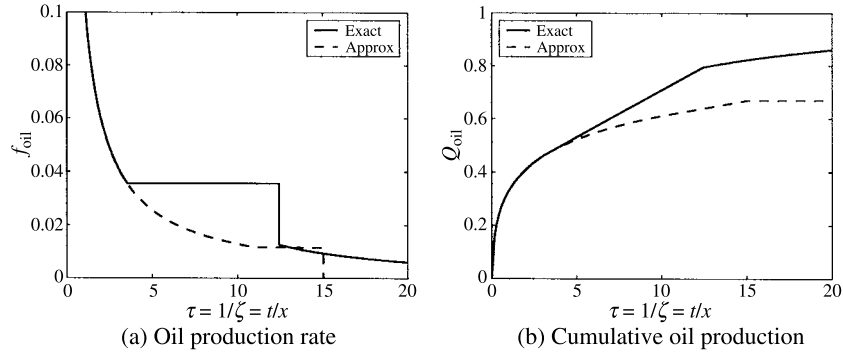 0.1
0.08
0.06
0.04
0.02
0
f_oil
Exact
Approx
0 5 10 15 20
τ = 1/ζ = t/x
(a) Oil production rate
1
0.8
0.6
0.4
0.2
0
Q_oil
Exact
Approx
0 5 10 15 20
τ = 1/ζ = t/x
(b) Cumulative oil production